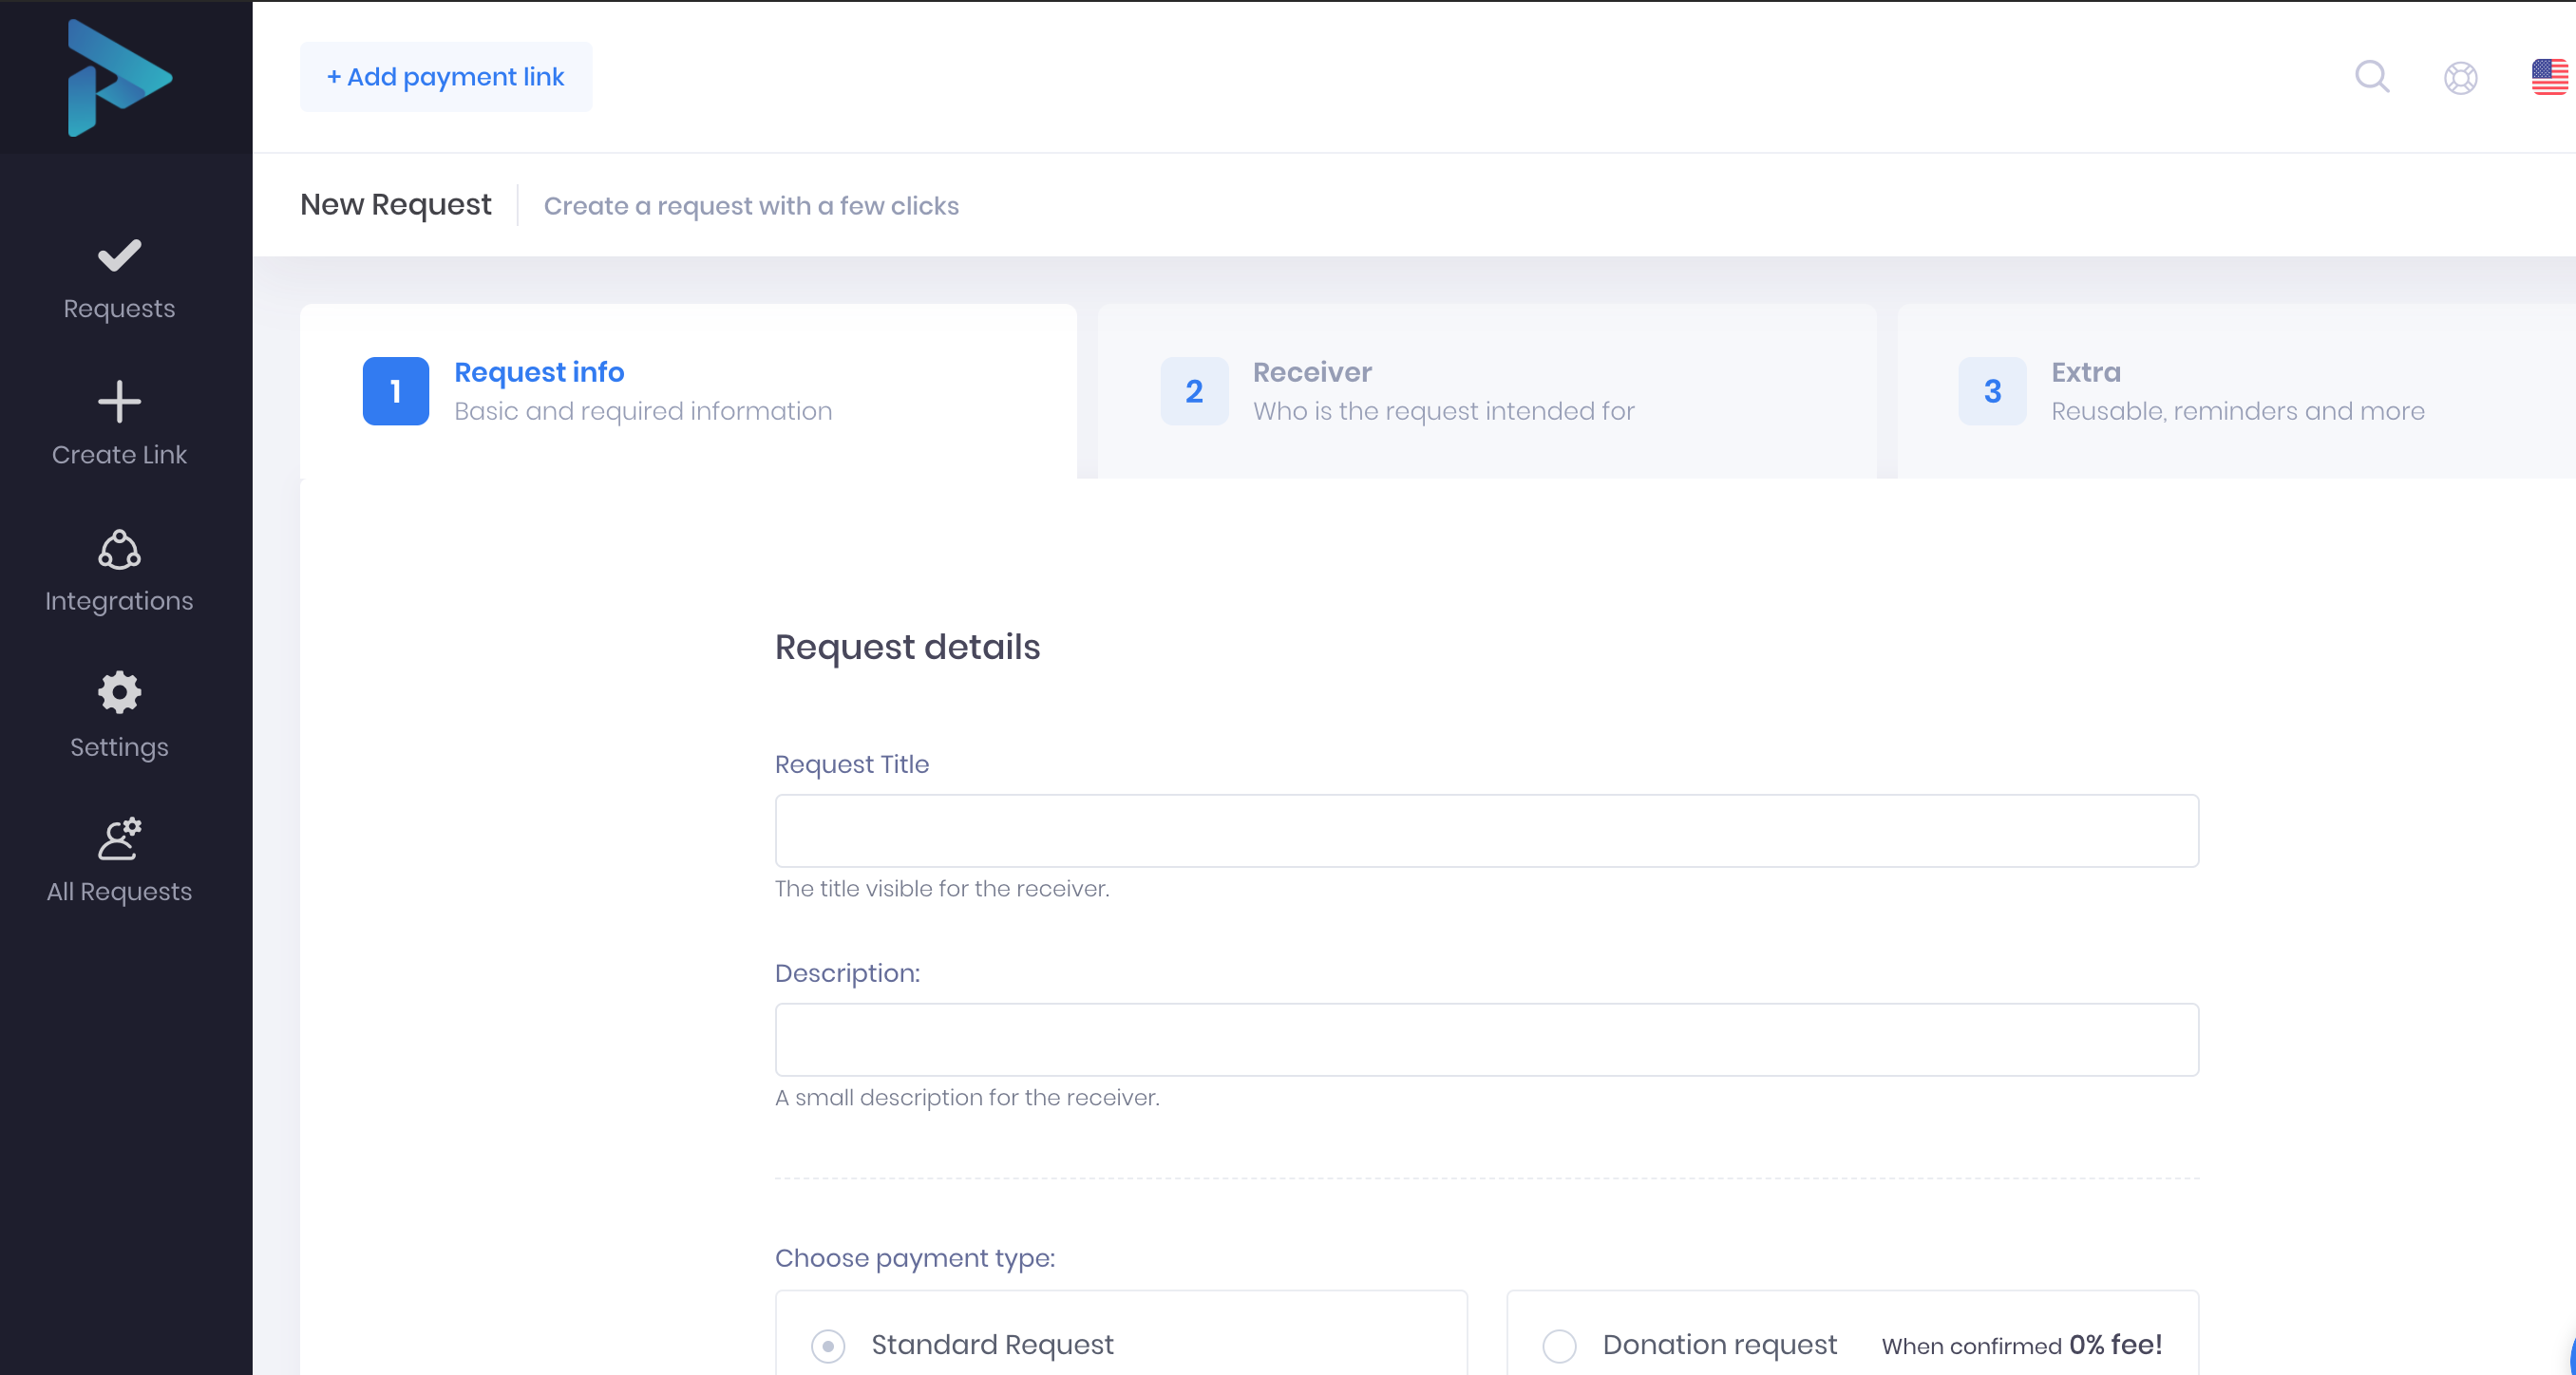 + Add payment link
New Request
Create a request with a few clicks
Requests
Create Link
Integrations
Settings
All Requests
1
Request info
Basic and required information
2
Receiver
Who is the request intended for
3
Extra
Reusable, reminders and more
Request details
Request Title
The title visible for the receiver.
Description:
A small description for the receiver.
Choose payment type:
Standard Request
Donation request
When confirmed 0% fee!